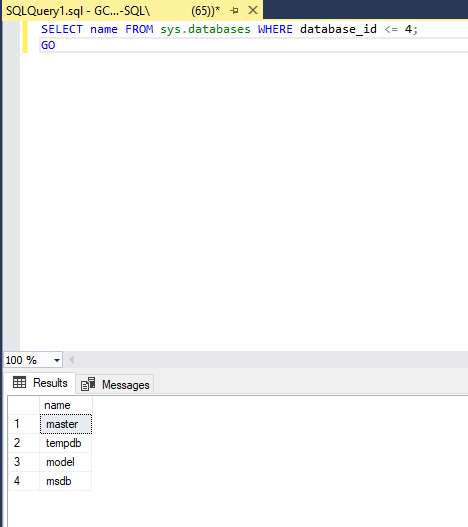 SQLQuery1.sql - GC...-SQL\ (65))*
SELECT name FROM sys.databases WHERE database_id <= 4;
GO
100 %
Results Messages
name
1 master
2 tempdb
3 model
4 msdb